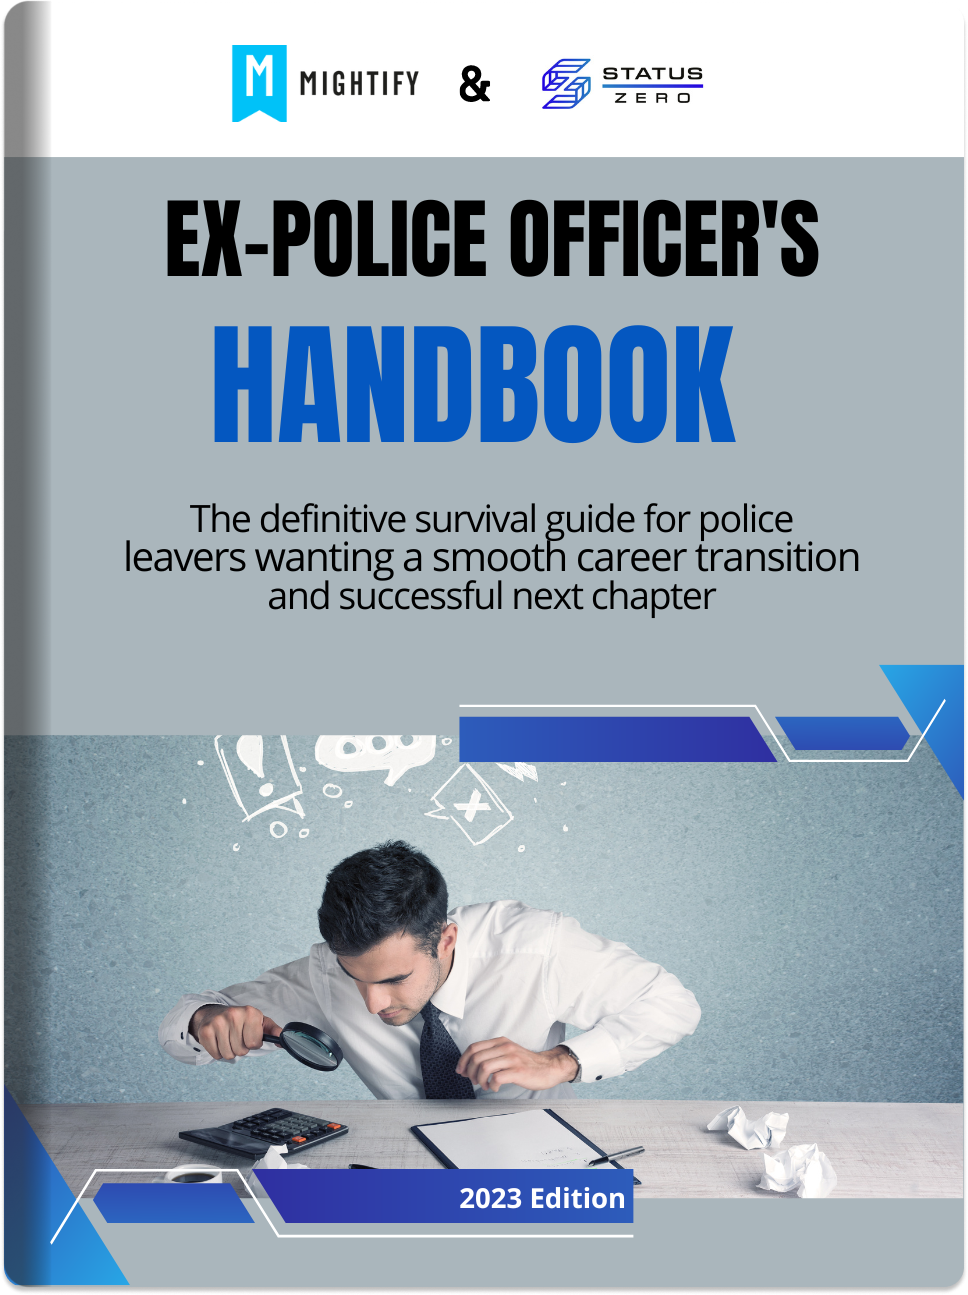 M MIGHTIFY & STATUS
ZERO
EX-POLICE OFFICER'S
HANDBOOK
The definitive survival guide for police
leavers wanting a smooth career transition
and successful next chapter
2023 Edition